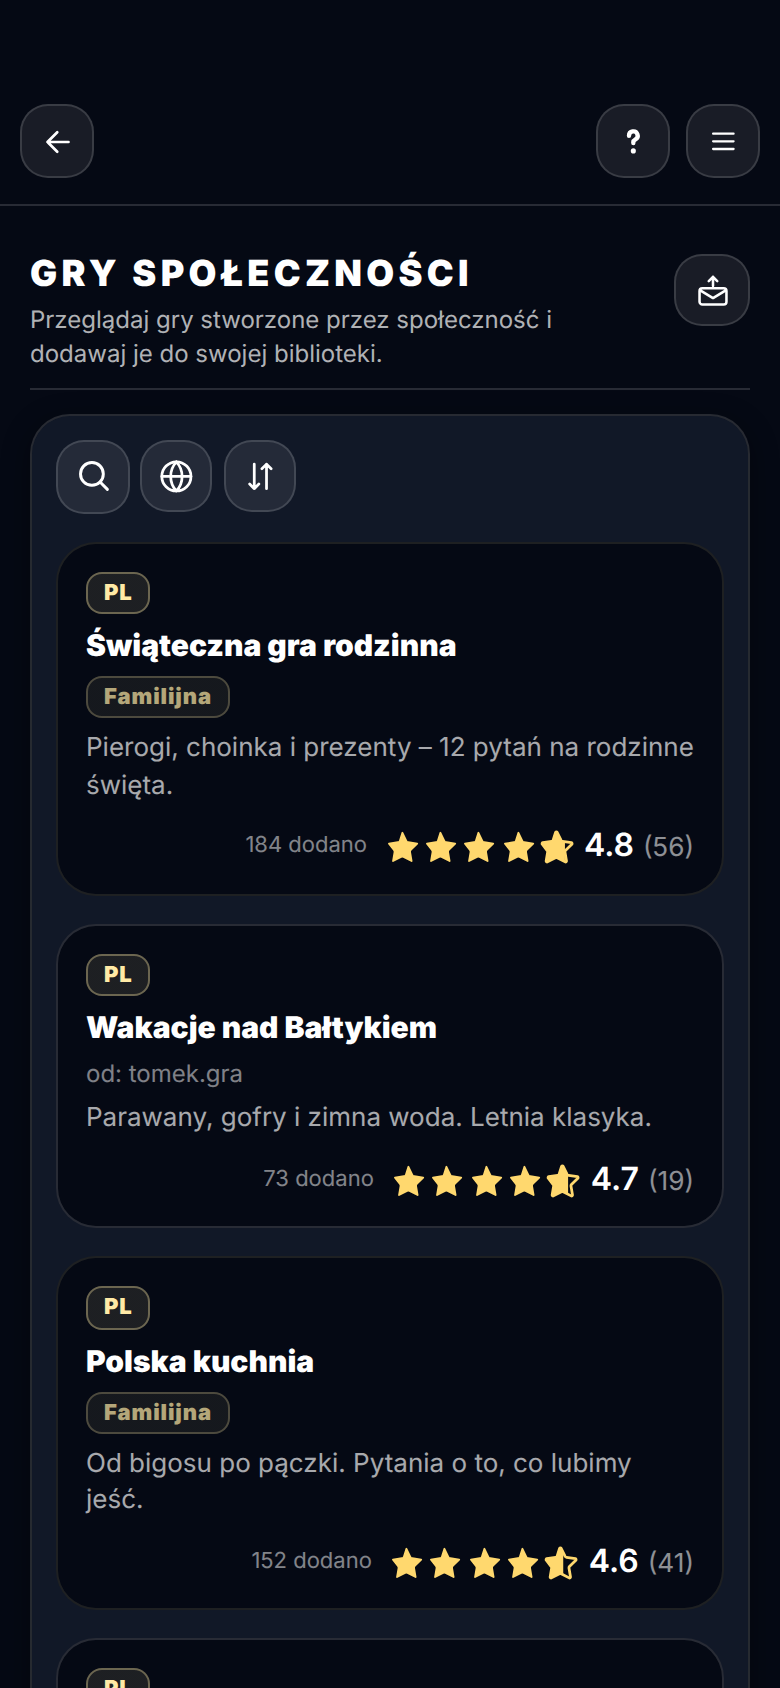 GRY SPOŁECZNOŚCI
Przeglądaj gry stworzone przez społeczność i
dodawaj je do swojej biblioteki.
PL
Świąteczna gra rodzinna
Familijna
Pierogi, choinka i prezenty – 12 pytań na rodzinne
święta.
184 dodano 4.8 (56)
PL
Wakacje nad Bałtykiem
od: tomek.gra
Parawany, gofry i zimna woda. Letnia klasyka.
73 dodano 4.7 (19)
PL
Polska kuchnia
Familijna
Od bigosu po pączki. Pytania o to, co lubimy
jeść.
152 dodano 4.6 (41)
PL